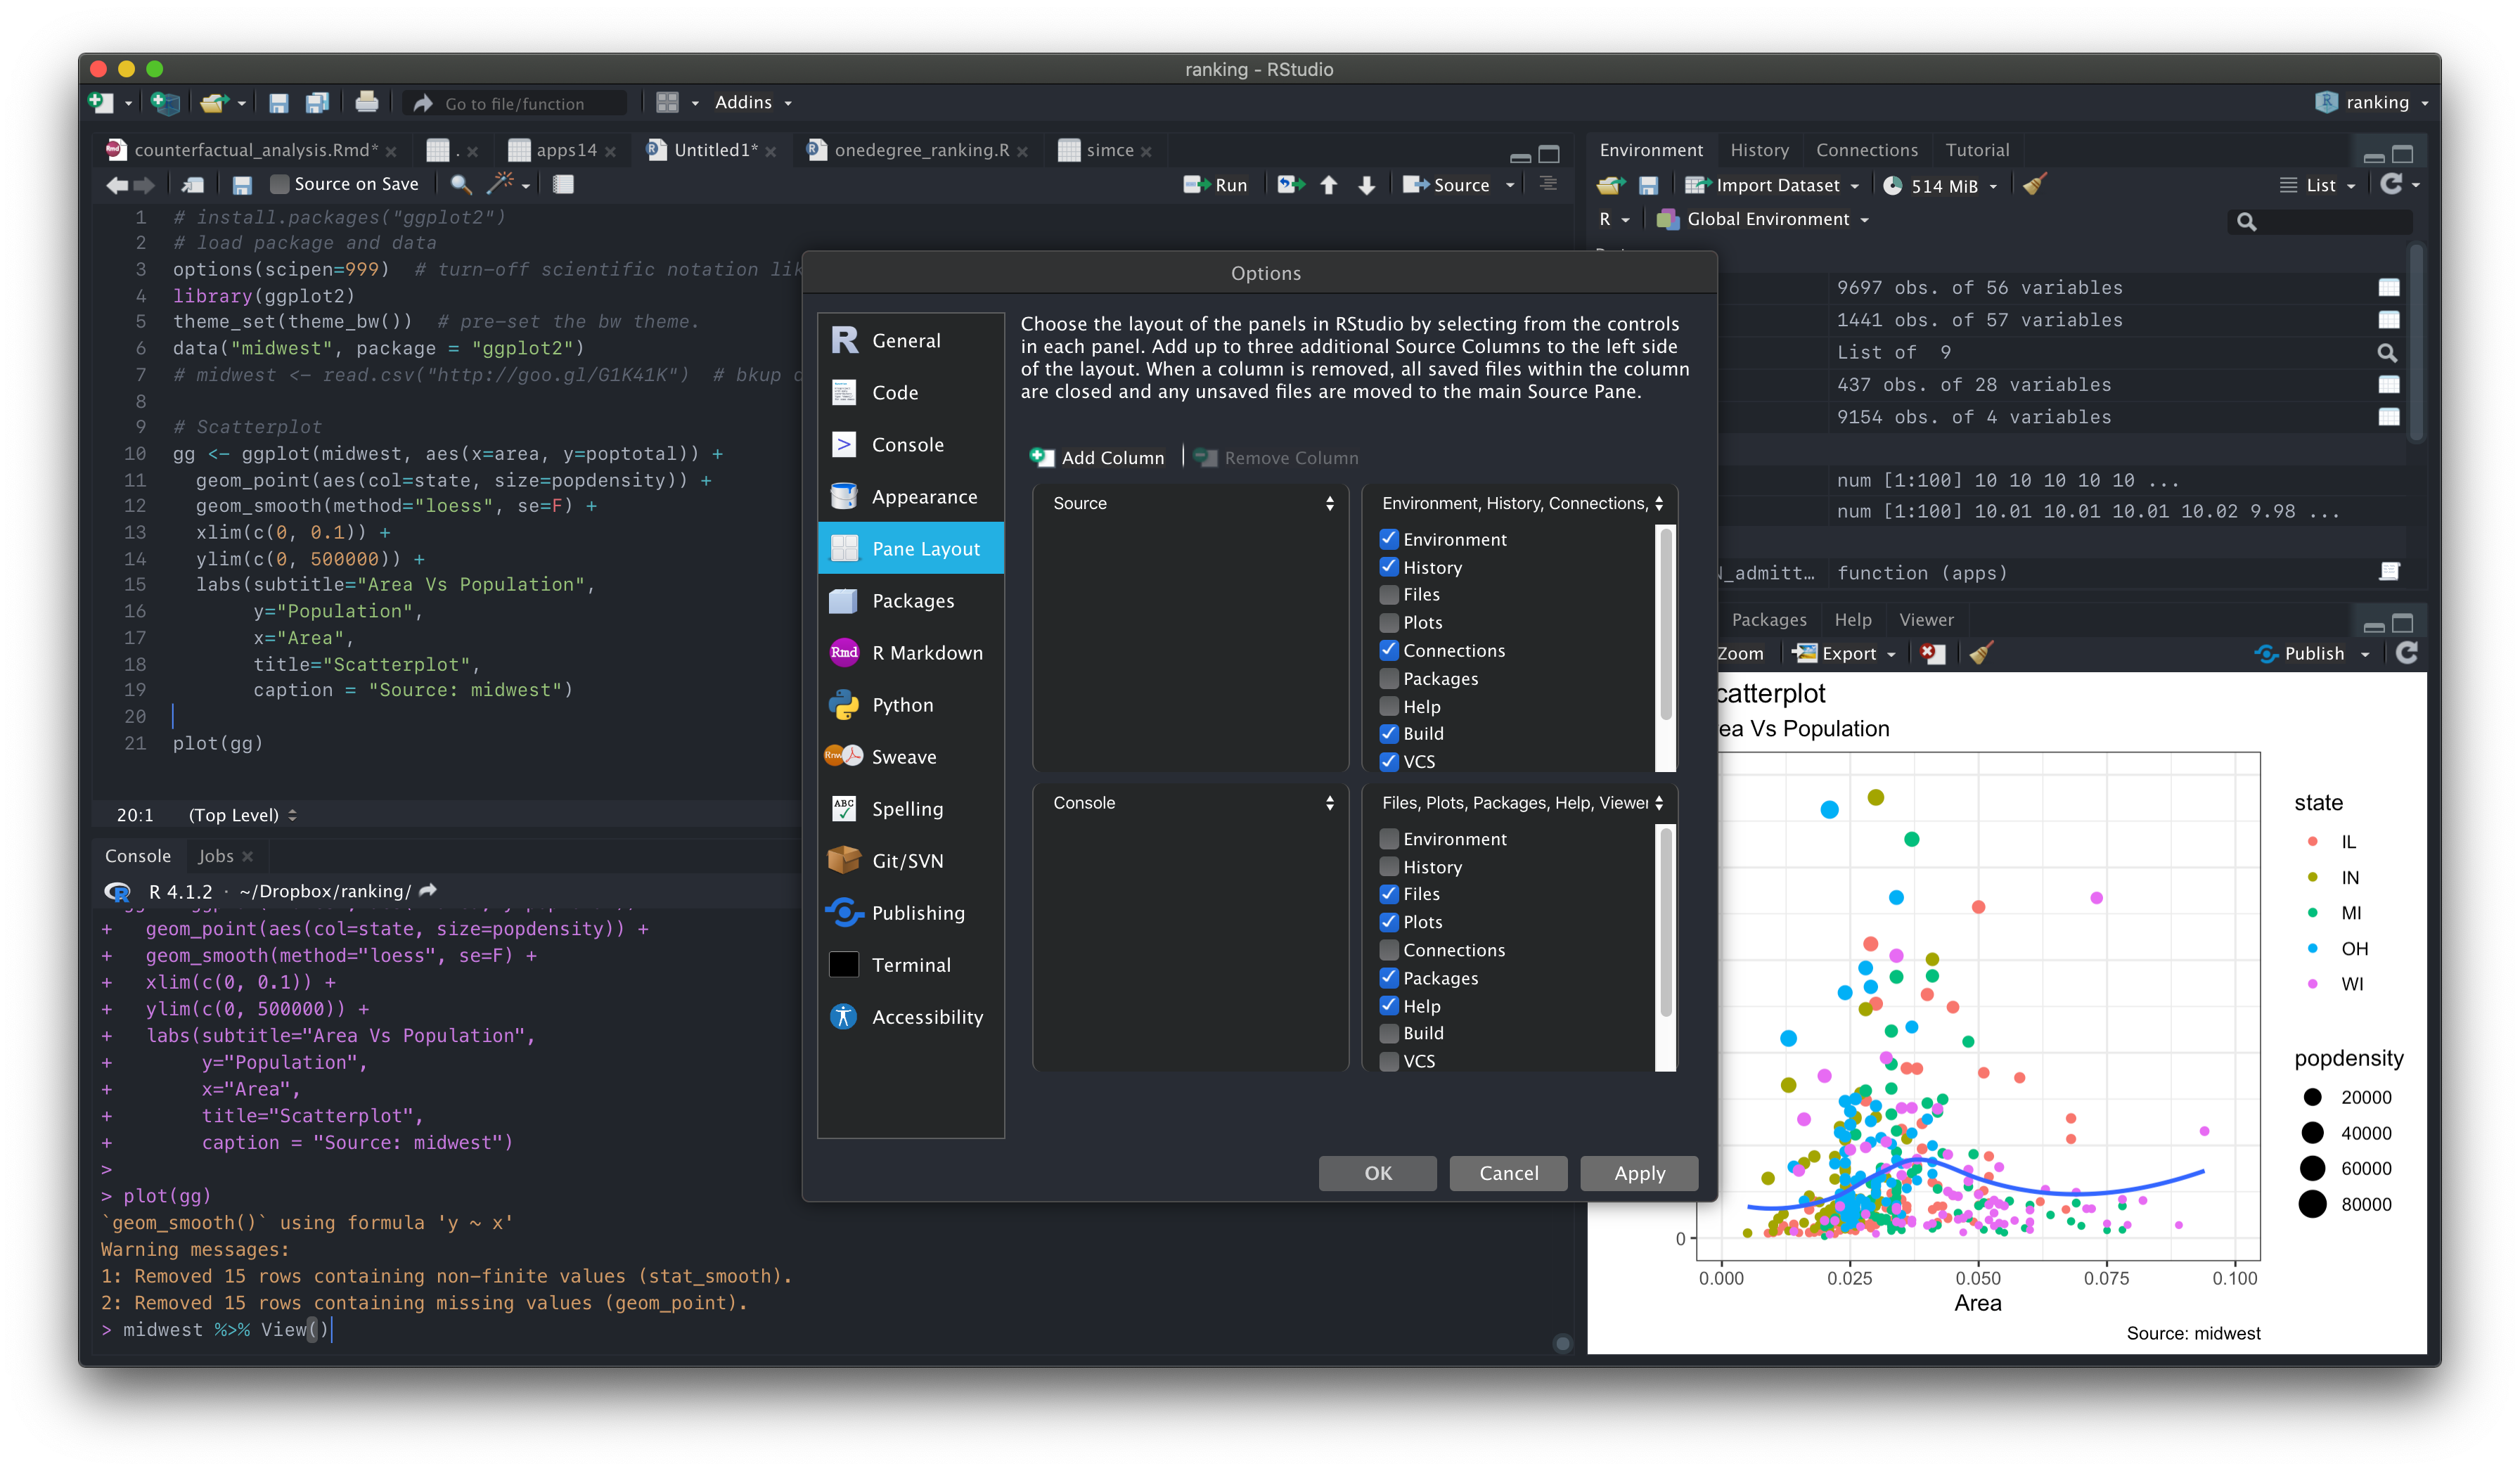 ranking - RStudio
Go to file/function
Addins
ranking
counterfactual_analysis.Rmd*
.
apps14
Untitled1*
onedegree_ranking.R
simce
Source on Save
Run
Source
1 # install.packages("ggplot2")
2 # load package and data
3 options(scipen=999)  # turn-off scientific notation lik
4 library(ggplot2)
5 theme_set(theme_bw())  # pre-set the bw theme.
6 data("midwest", package = "ggplot2")
7 # midwest <- read.csv("http://goo.gl/G1K41K")  # bkup
8
9 # Scatterplot
10 gg <- ggplot(midwest, aes(x=area, y=poptotal)) +
11   geom_point(aes(col=state, size=popdensity)) +
12   geom_smooth(method="loess", se=F) +
13   xlim(c(0, 0.1)) +
14   ylim(c(0, 500000)) +
15   labs(subtitle="Area Vs Population",
16        y="Population",
17        x="Area",
18        title="Scatterplot",
19        caption = "Source: midwest")
20
21 plot(gg)
20:1 (Top Level)
Console
Jobs
R 4.1.2 · ~/Dropbox/ranking/
+   geom_point(aes(col=state, size=popdensity)) +
+   geom_smooth(method="loess", se=F) +
+   xlim(c(0, 0.1)) +
+   ylim(c(0, 500000)) +
+   labs(subtitle="Area Vs Population",
+        y="Population",
+        x="Area",
+        title="Scatterplot",
+        caption = "Source: midwest")
>
> plot(gg)
`geom_smooth()` using formula 'y ~ x'
Warning messages:
1: Removed 15 rows containing non-finite values (stat_smooth).
2: Removed 15 rows containing missing values (geom_point).
> midwest %>% View()
Options
General
Code
Console
Appearance
Pane Layout
Packages
Rmd R Markdown
Python
Rnw Sweave
ABC Spelling
Git/SVN
Publishing
Terminal
Accessibility
Choose the layout of the panels in RStudio by selecting from the controls
in each panel. Add up to three additional Source Columns to the left side
of the layout. When a column is removed, all saved files within the column
are closed and any unsaved files are moved to the main Source Pane.
Add Column
Remove Column
Source
Environment, History, Connections,
Environment
History
Files
Plots
Connections
Packages
Help
Build
VCS
Console
Files, Plots, Packages, Help, Viewer
Environment
History
Files
Plots
Connections
Packages
Help
Build
VCS
OK
Cancel
Apply
Environment
History
Connections
Tutorial
Import Dataset
514 MiB
List
R
Global Environment
9697 obs. of 56 variables
1441 obs. of 57 variables
List of  9
437 obs. of 28 variables
9154 obs. of 4 variables
num [1:100] 10 10 10 10 10 ...
num [1:100] 10.01 10.01 10.01 10.02 9.98 ...
_admitt… function (apps)
Packages
Help
Viewer
Zoom
Export
Publish
catterplot
ea Vs Population
state
IL
IN
MI
OH
WI
popdensity
20000
40000
60000
80000
0
0.000 0.025 0.050 0.075 0.100
Area
Source: midwest